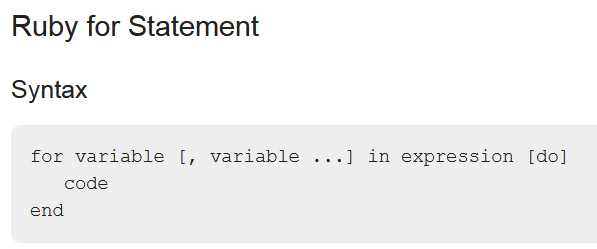 Ruby for Statement
Syntax
for variable [, variable ...] in expression [do]
   code
end